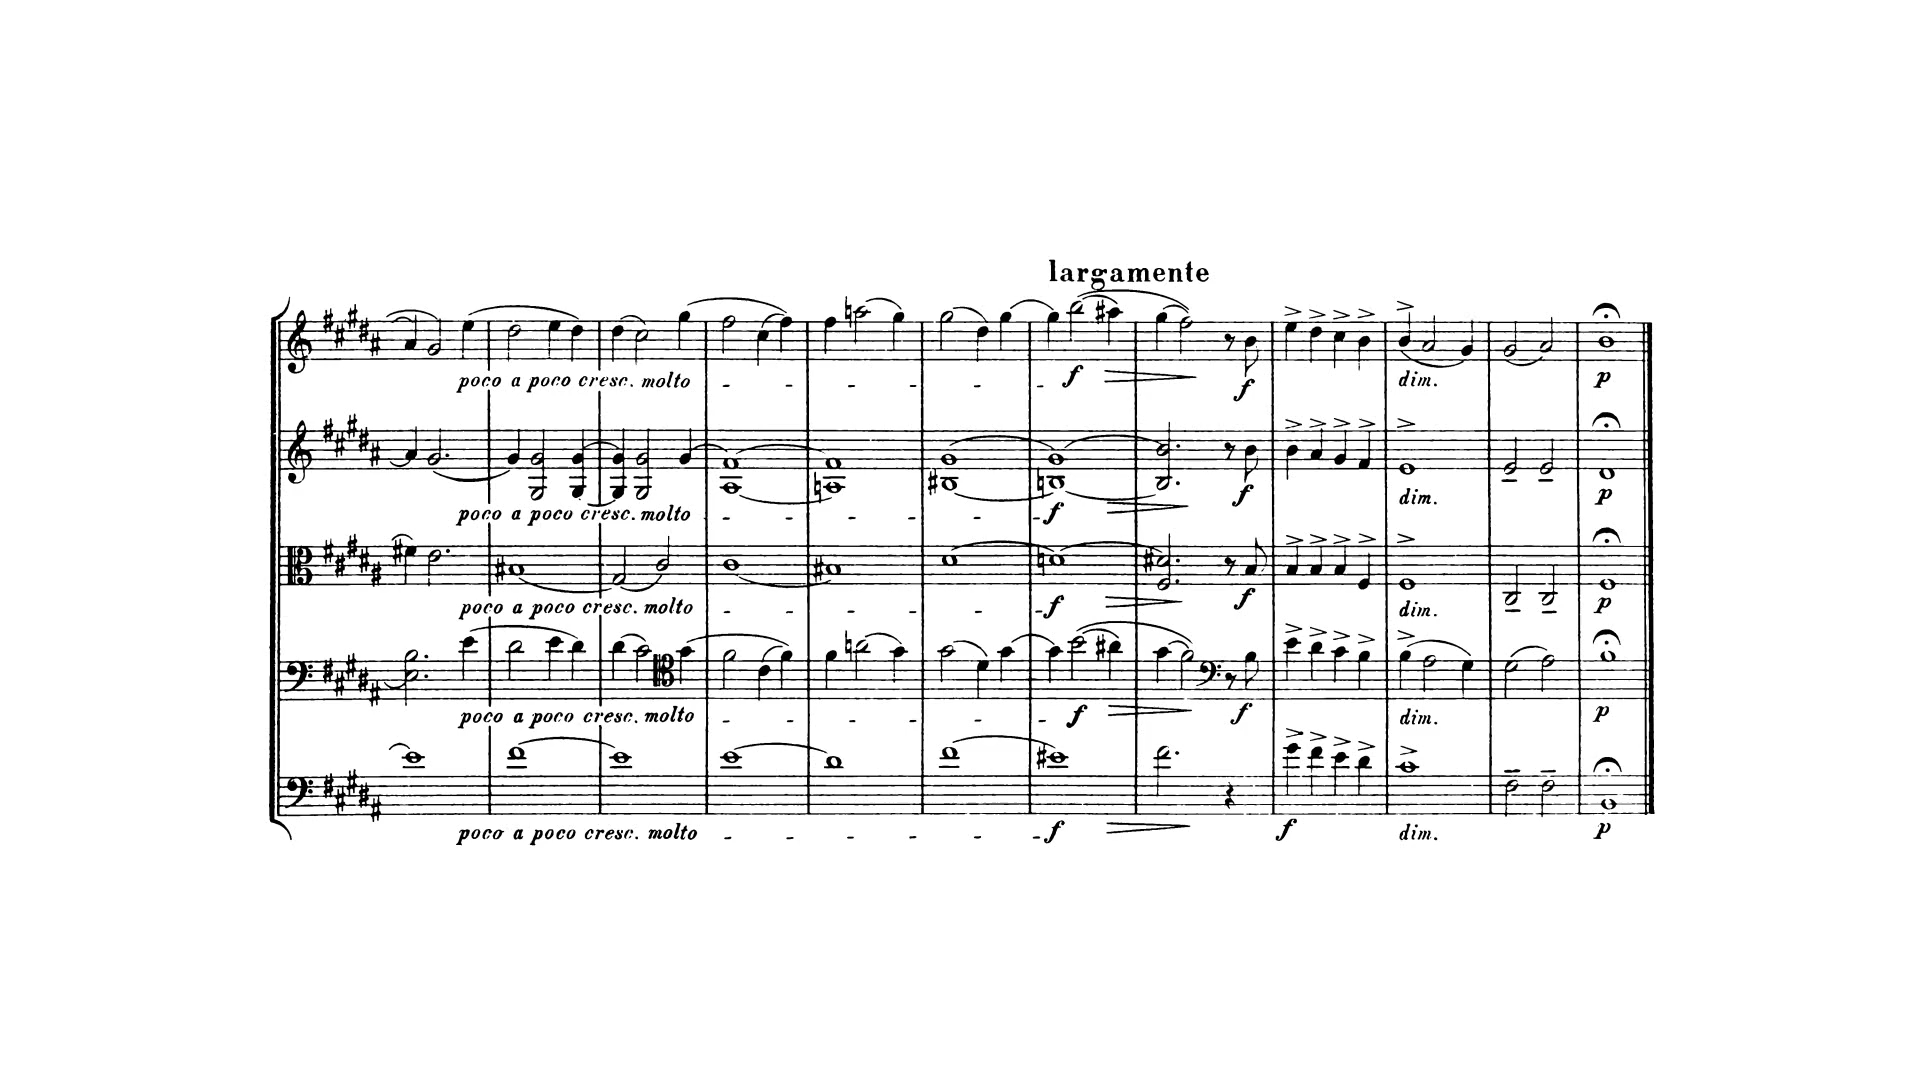 largamente
poco a poco cresc. molto - - - - - - - f f dim. p
poco a poco cresc. molto - - - - - - - f f dim. p
poco a poco cresc. molto - - - - - - - f f dim. p
poco a poco cresc. molto - - - - - - - f f dim. p
poco a poco cresc. molto - - - - - - - f f dim. p